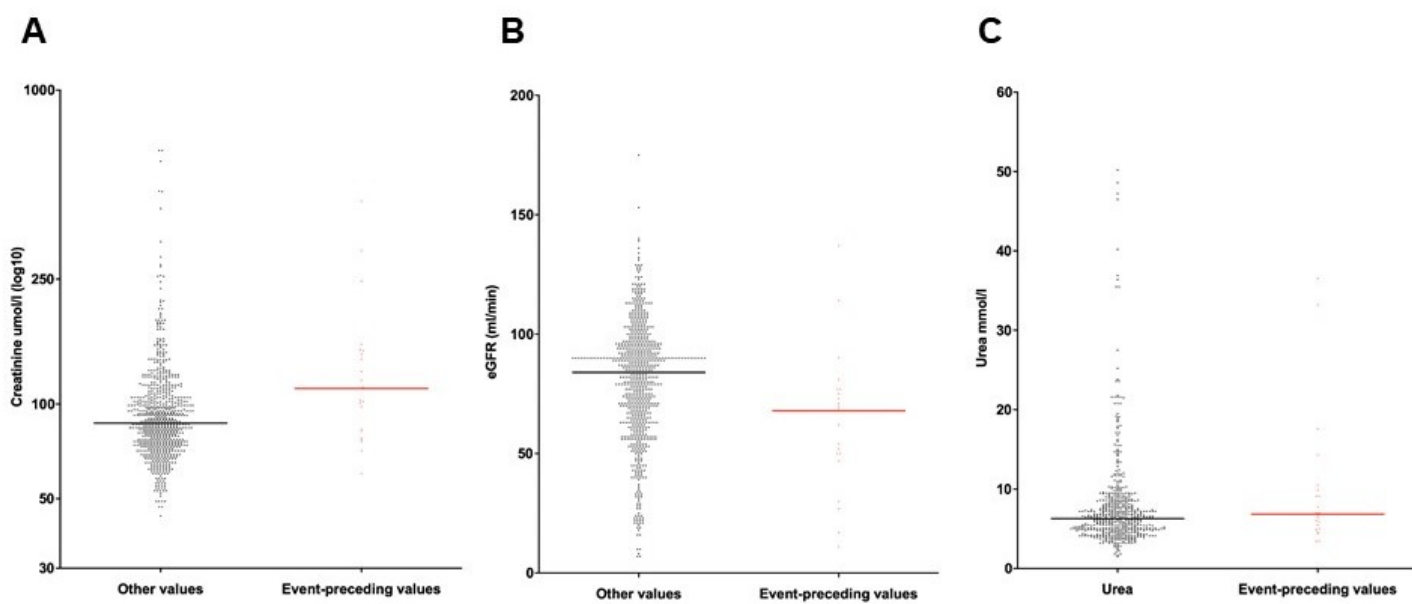 A
B
C
Creatinine umol/l (log10)
1000
250
100
50
30
Other values
Event-preceding values
eGFR (ml/min)
200
150
100
50
0
Other values
Event-preceding values
Urea mmol/l
60
50
40
30
20
10
0
Urea
Event-preceding values